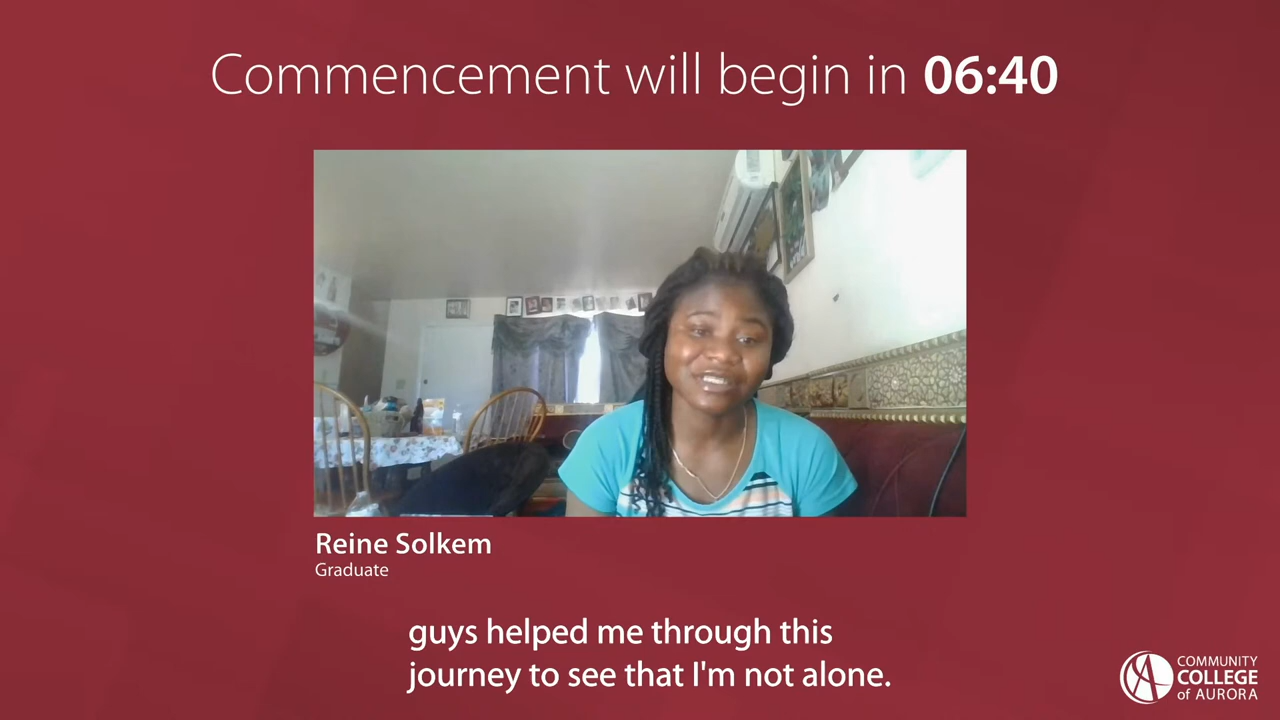 Commencement will begin in 06:40
Reine Solkem
Graduate
guys helped me through this
journey to see that I'm not alone.
COMMUNITY
COLLEGE
of AURORA